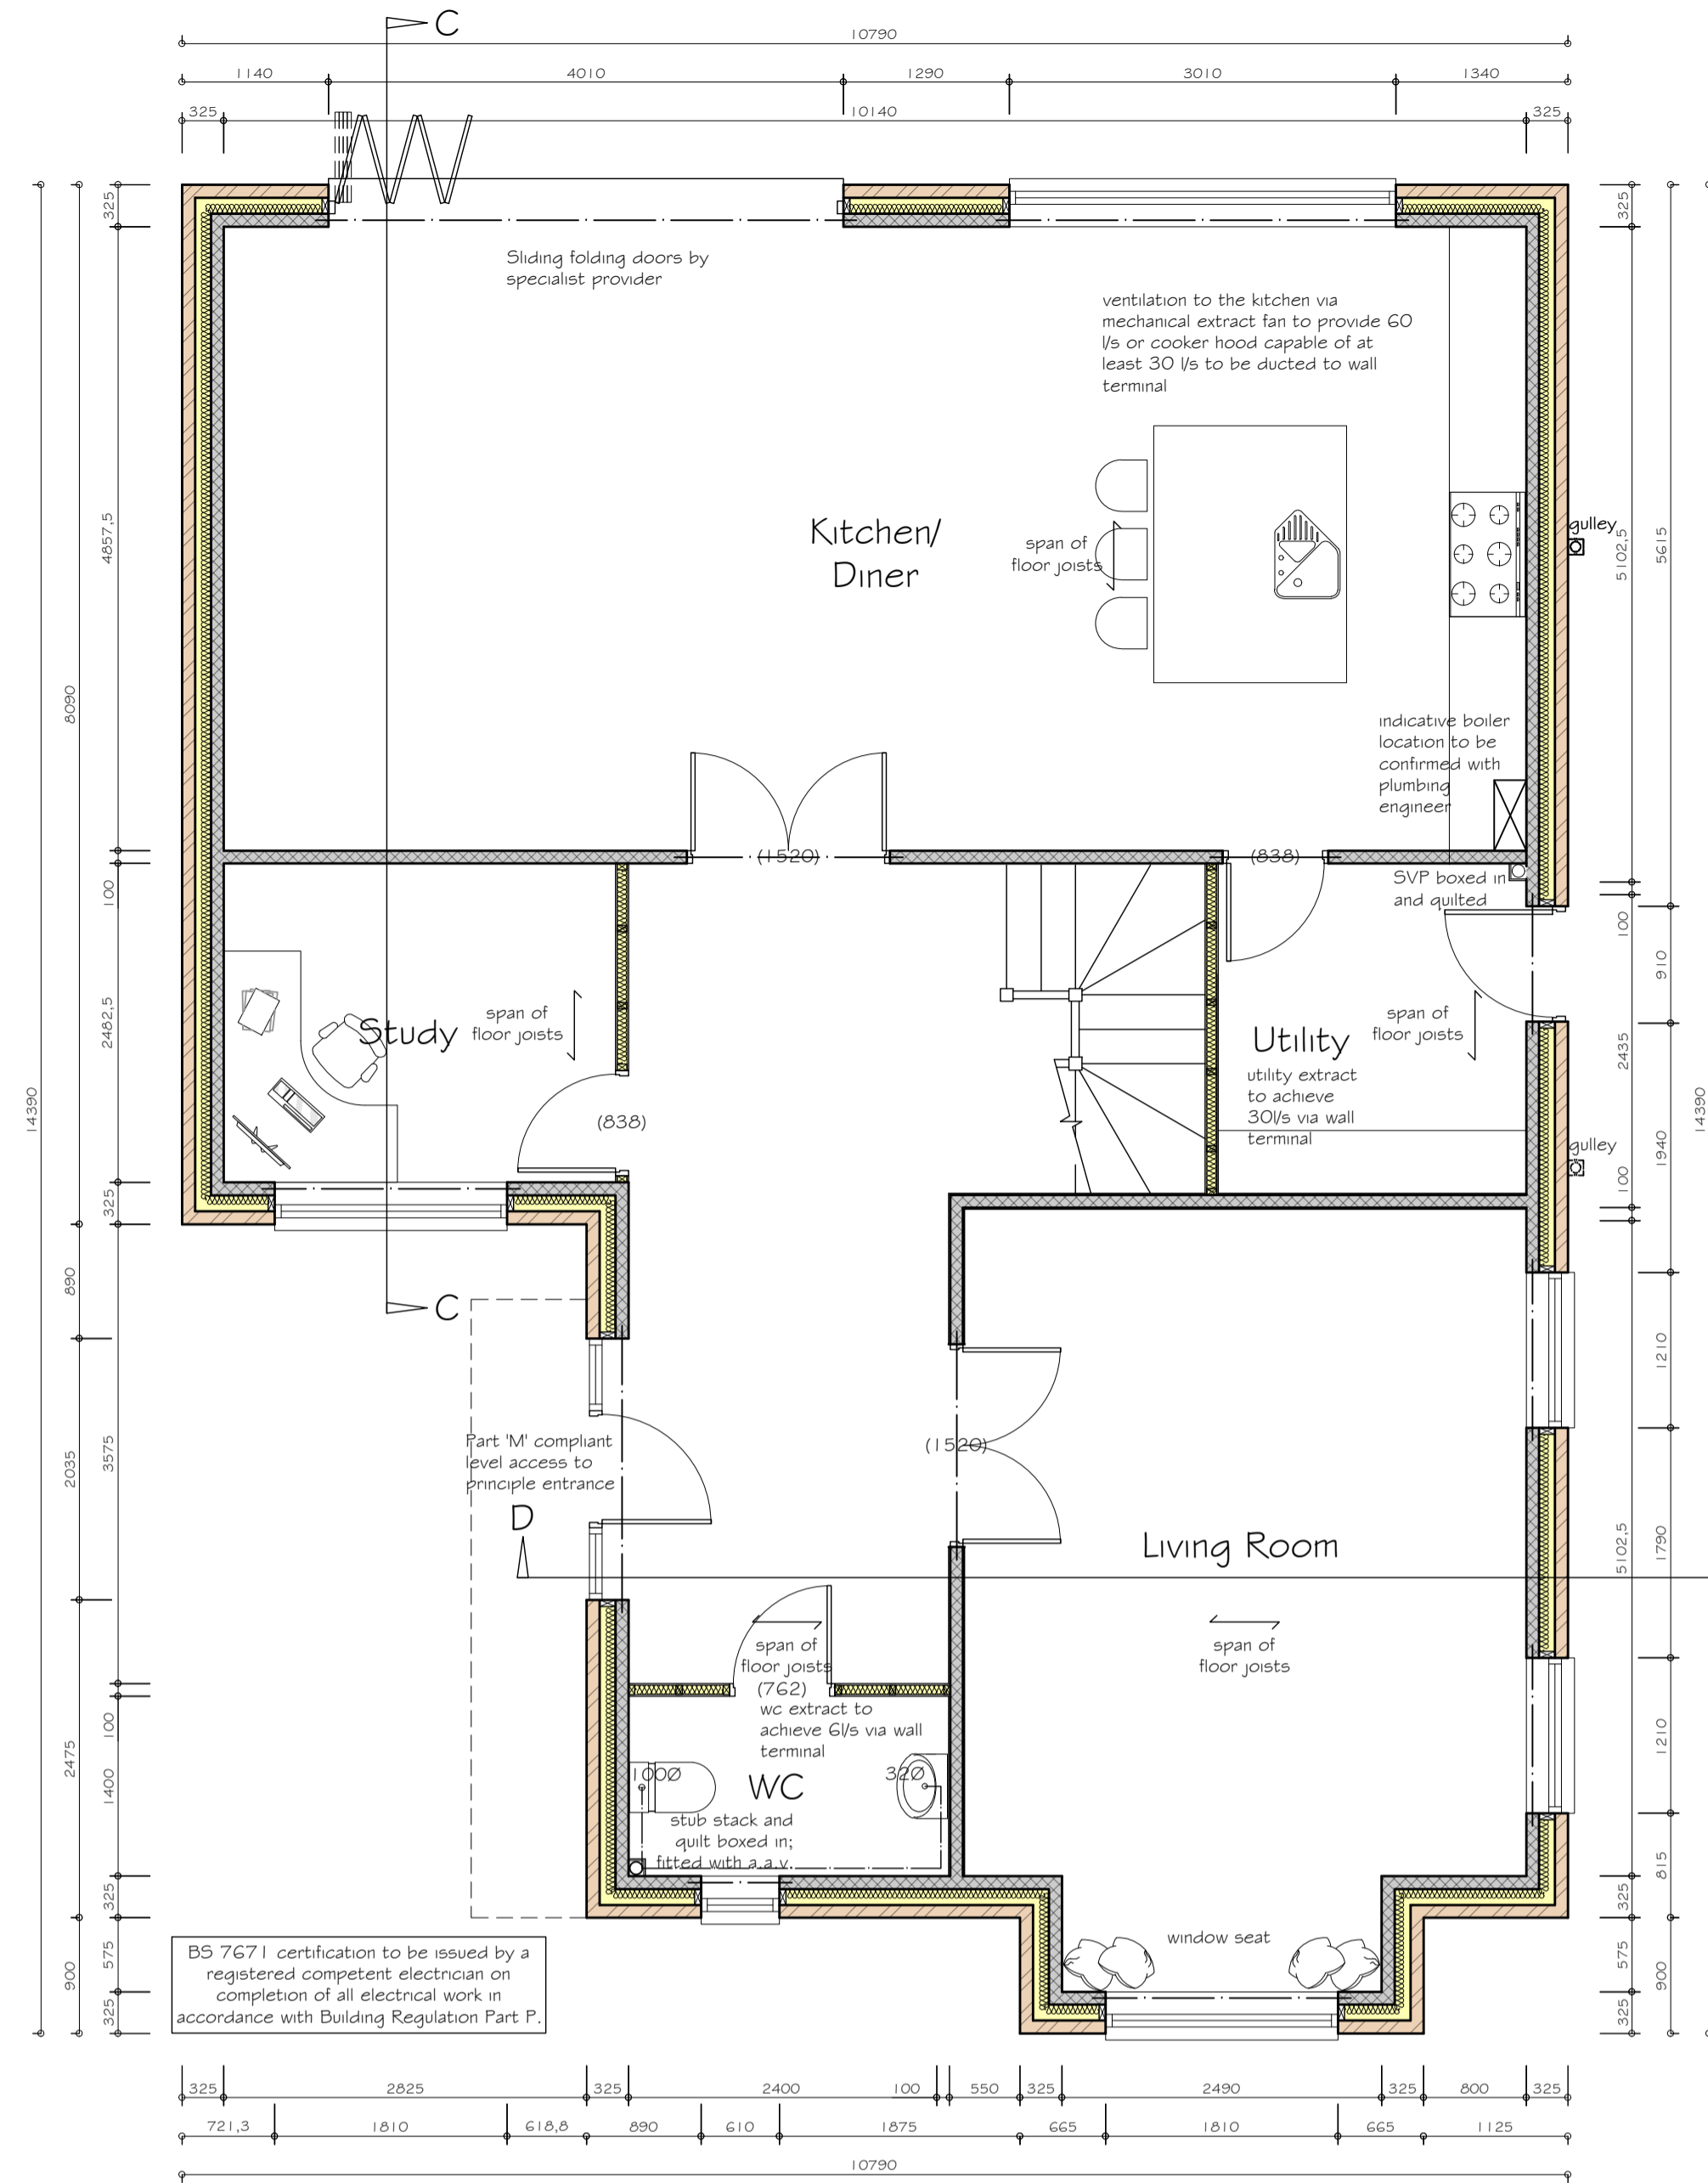 C
10790
1140
4010
1290
3010
1340
325
10140
325
Sliding folding doors by
specialist provider
ventilation to the kitchen via
mechanical extract fan to provide 60
l/s or cooker hood capable of at
least 30 l/s to be ducted to wall
terminal
Kitchen/
Diner
span of
floor joists
gulley
indicative boiler
location to be
confirmed with
plumbing
engineer
(1520)
(838)
SVP boxed in
and quilted
Study
span of
floor joists
(838)
Utility
span of
floor joists
utility extract
to achieve
30l/s via wall
terminal
gulley
C
Part 'M' compliant
level access to
principle entrance
D
(1520)
Living Room
span of
floor joists
span of
floor joists
(762)
wc extract to
achieve 6l/s via wall
terminal
100Ø
32Ø
WC
stub stack and
quilt boxed in;
fitted with a.a.v.
window seat
BS 7671 certification to be issued by a
registered competent electrician on
completion of all electrical work in
accordance with Building Regulation Part P.
14390
8090
890
2035
2475
900
325
4857,5
100
2482,5
325
3575
100
1400
325
575
325
325
5102,5
100
2435
100
5102,5
325
575
325
5615
910
1940
1210
1790
1210
815
900
14390
325
2825
325
2400
100
550
325
2490
325
800
325
721,3
1810
618,8
890
610
1875
665
1810
665
1125
10790